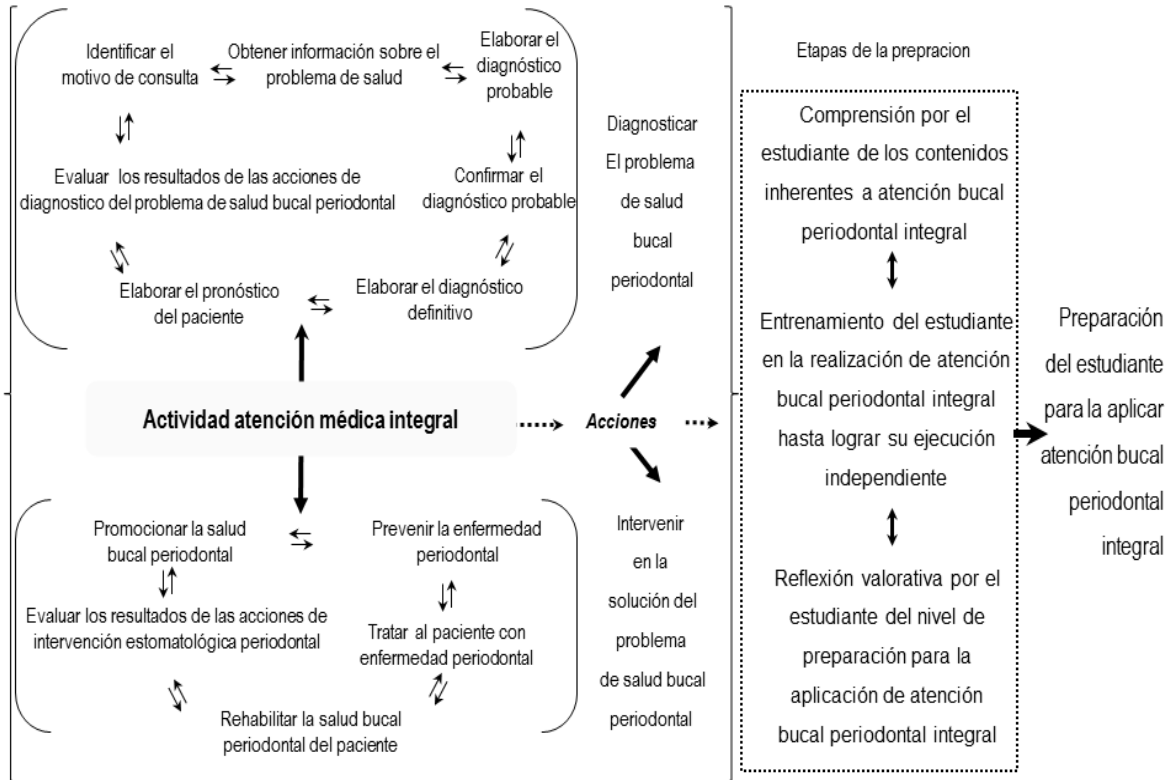 Identificar el
motivo de consulta
Obtener información sobre el
problema de salud
Elaborar el
diagnóstico
probable
Evaluar los resultados de las acciones de
diagnostico del problema de salud bucal periodontal
Confirmar el
diagnóstico probable
Elaborar el pronóstico
del paciente
Elaborar el diagnóstico
definitivo
Diagnosticar
El problema
de salud
bucal
periodontal
Actividad atención médica integral
Acciones
Promocionar la salud
bucal periodontal
Prevenir la enfermedad
periodontal
Evaluar los resultados de las acciones de
intervención estomatológica periodontal
Tratar al paciente con
enfermedad periodontal
Rehabilitar la salud bucal
periodontal del paciente
Intervenir
en la
solución del
problema
de salud bucal
periodontal
Etapas de la prepracion
Comprensión por el
estudiante de los contenidos
inherentes a atención bucal
periodontal integral
Entrenamiento del estudiante
en la realización de atención
bucal periodontal integral
hasta lograr su ejecución
independiente
Reflexión valorativa por el
estudiante del nivel de
preparación para la
aplicación de atención
bucal periodontal integral
Preparación
del estudiante
para la aplicar
atención bucal
periodontal
integral